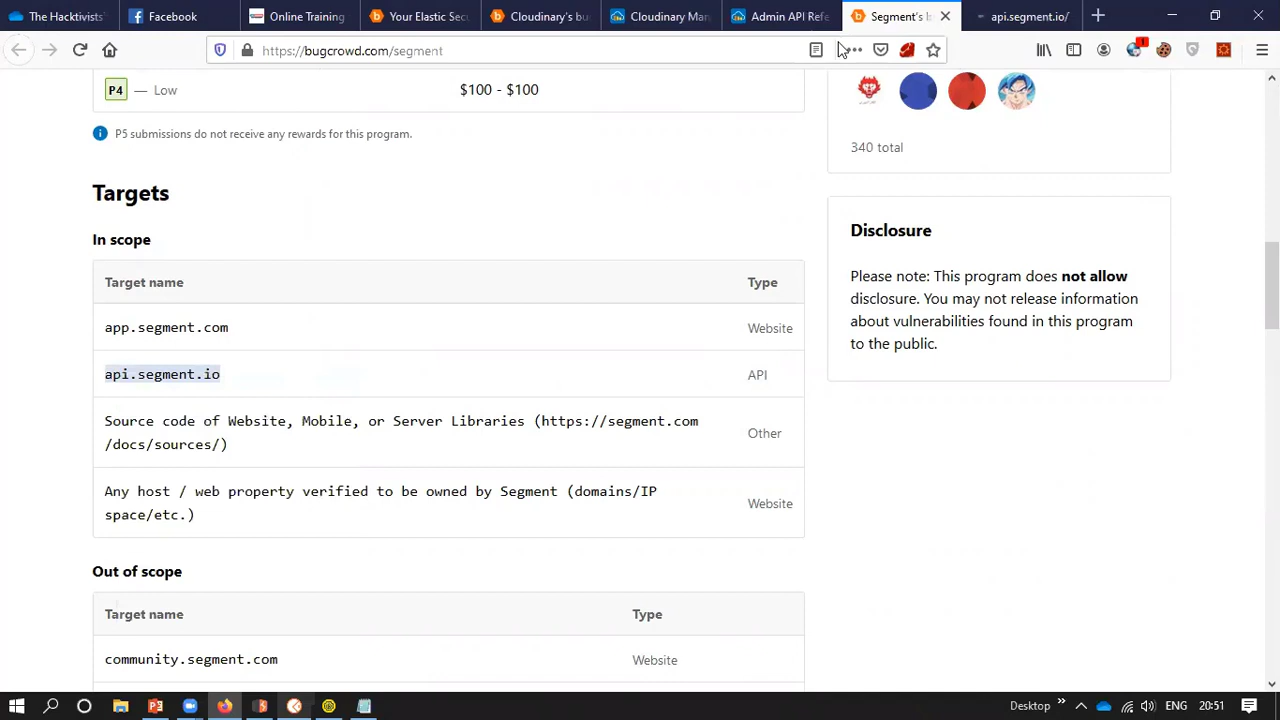 The Hacktivists'
Facebook
Online Training
Your Elastic Secu
Cloudinary's bu
Cloudinary Man
Admin API Refe
Segment's
api.segment.io/
https://bugcrowd.com/segment
P4 — Low
$100 - $100
P5 submissions do not receive any rewards for this program.
340 total
Targets
In scope
Target name
Type
app.segment.com
Website
api.segment.io
API
Source code of Website, Mobile, or Server Libraries (https://segment.com
/docs/sources/)
Other
Any host / web property verified to be owned by Segment (domains/IP
space/etc.)
Website
Out of scope
Target name
Type
community.segment.com
Website
Disclosure
Please note: This program does not allow
disclosure. You may not release information
about vulnerabilities found in this program
to the public.
Desktop
ENG
20:51